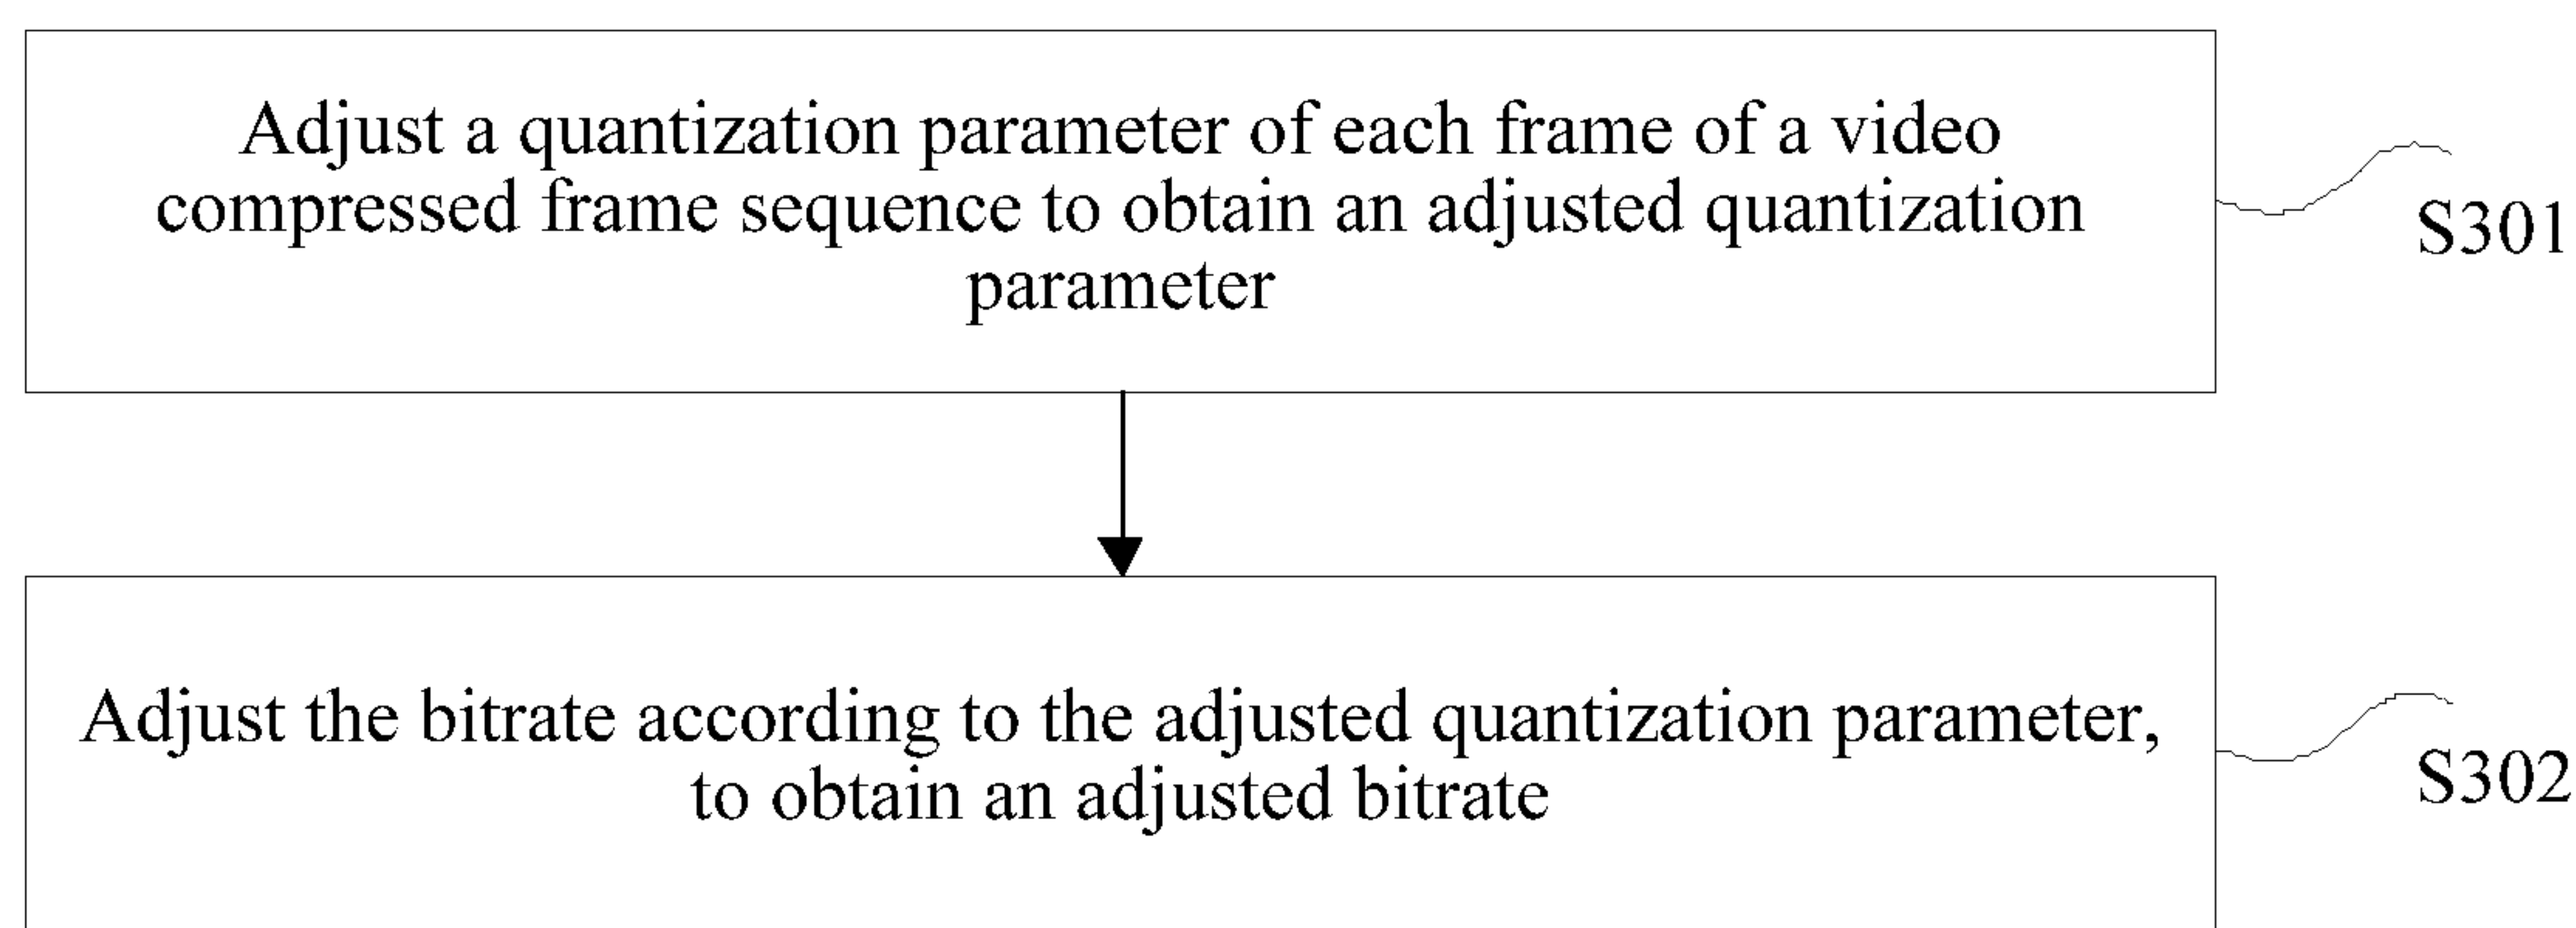 Adjust a quantization parameter of each frame of a video
compressed frame sequence to obtain an adjusted quantization
parameter
S301
Adjust the bitrate according to the adjusted quantization parameter,
to obtain an adjusted bitrate
S302